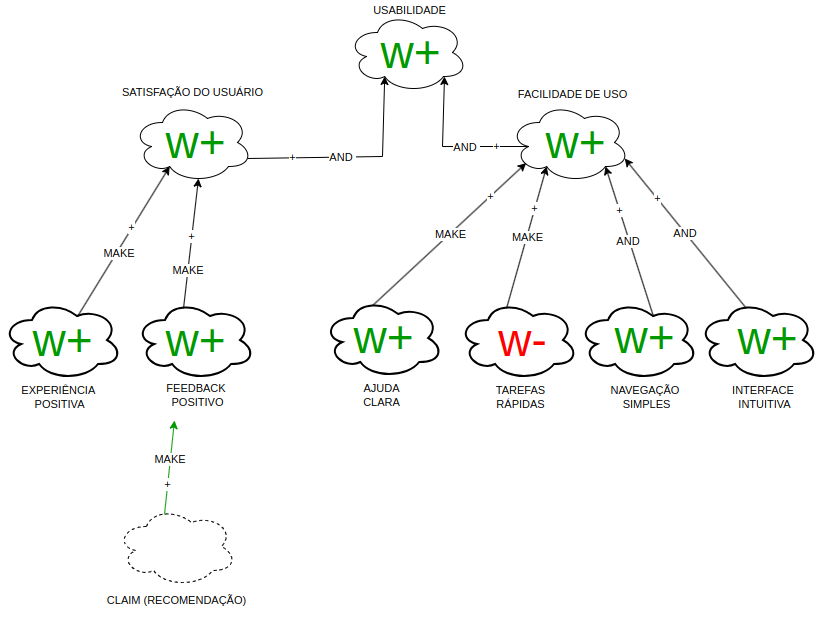 USABILIDADE
W+
SATISFAÇÃO DO USUÁRIO
FACILIDADE DE USO
W+
W+
+ AND
AND +
+
MAKE
+
MAKE
+
MAKE
+
MAKE
+
AND
+
AND
W+
W+
W+
W-
W+
W+
EXPERIÊNCIA
POSITIVA
FEEDBACK
POSITIVO
AJUDA
CLARA
TAREFAS
RÁPIDAS
NAVEGAÇÃO
SIMPLES
INTERFACE
INTUITIVA
MAKE
+
CLAIM (RECOMENDAÇÃO)